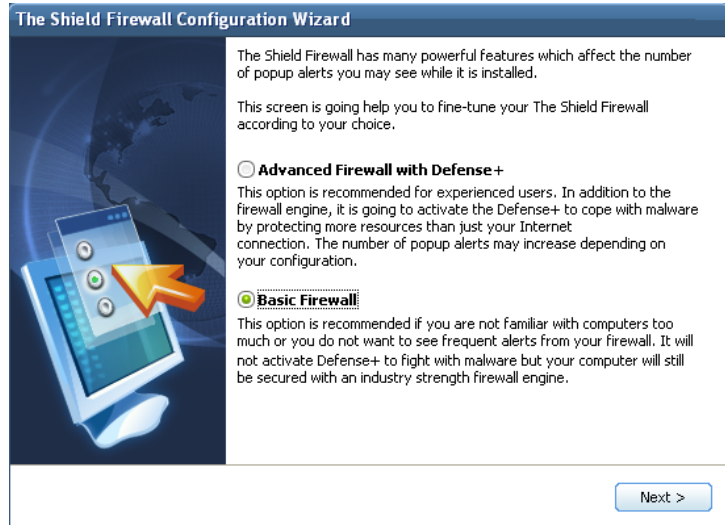 The Shield Firewall Configuration Wizard
The Shield Firewall has many powerful features which affect the number
of popup alerts you may see while it is installed.
This screen is going help you to fine-tune your The Shield Firewall
according to your choice.
Advanced Firewall with Defense+
This option is recommended for experienced users. In addition to the
firewall engine, it is going to activate the Defense+ to cope with malware
by protecting more resources than just your Internet
connection. The number of popup alerts may increase depending on
your configuration.
Basic Firewall
This option is recommended if you are not familiar with computers too
much or you do not want to see frequent alerts from your firewall. It will
not activate Defense+ to fight with malware but your computer will still
be secured with an industry strength firewall engine.
Next >